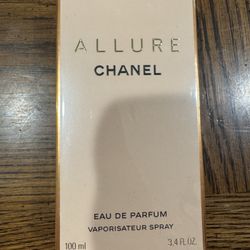 ALLURE
CHANEL
EAU DE PARFUM
VAPORISATEUR SPRAY
100 ml 3,4 FL.OZ.